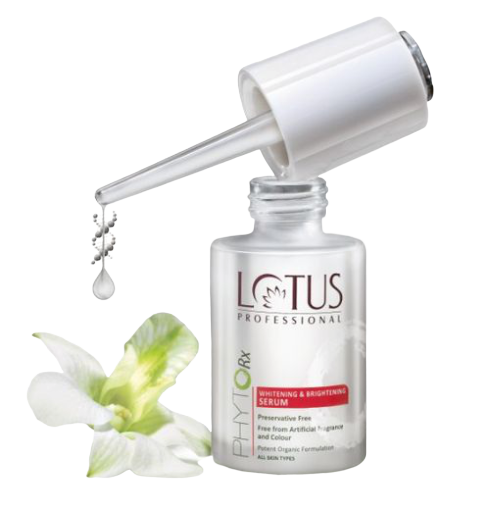 LOTUS
PROFESSIONAL
PHYTORx
WHITENING & BRIGHTENING
SERUM
Preservative Free
Free from Artificial fragrance
and Colour
Patent Organic Formulation
ALL SKIN TYPES